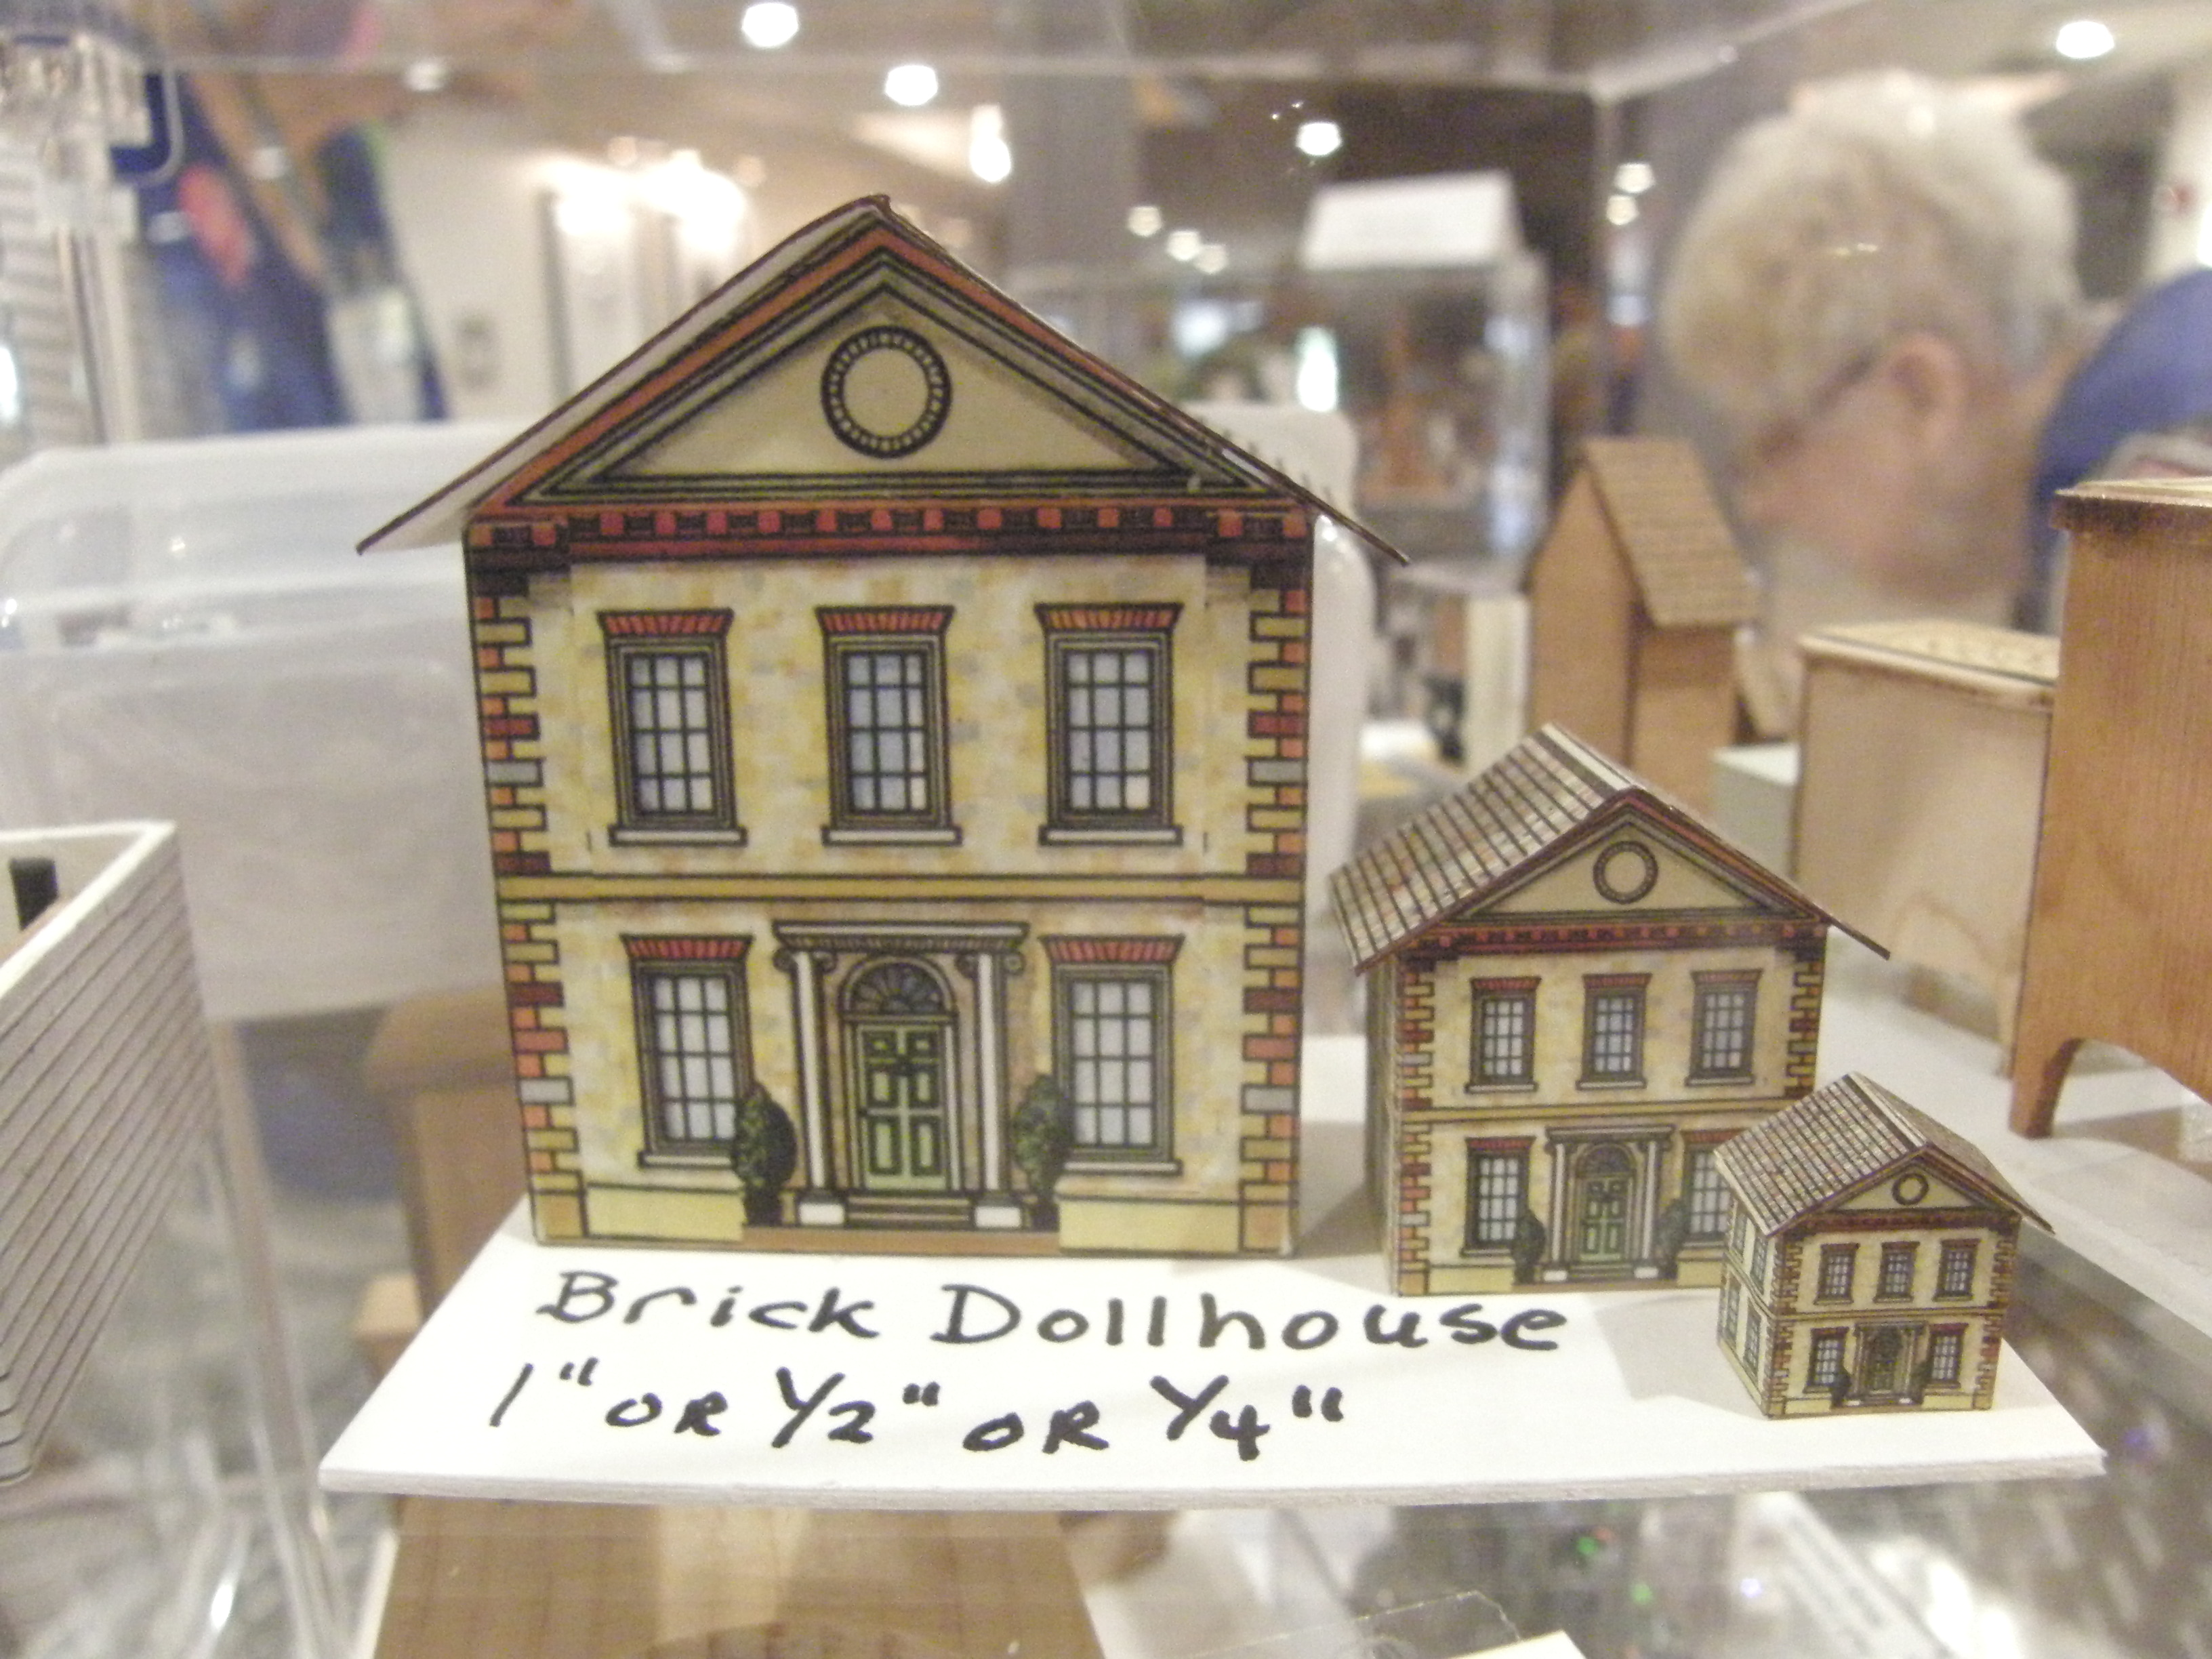 Brick Dollhouse
1" OR 1/2" OR 1/4"